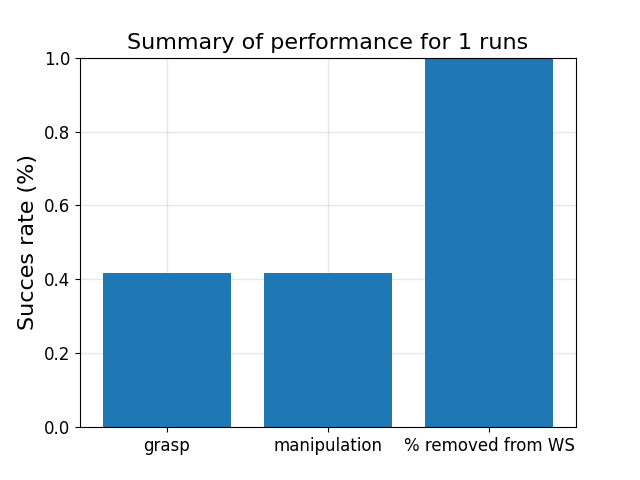 Summary of performance for 1 runs
Succes rate (%)
1.0
0.8
0.6
0.4
0.2
0.0
grasp manipulation % removed from WS